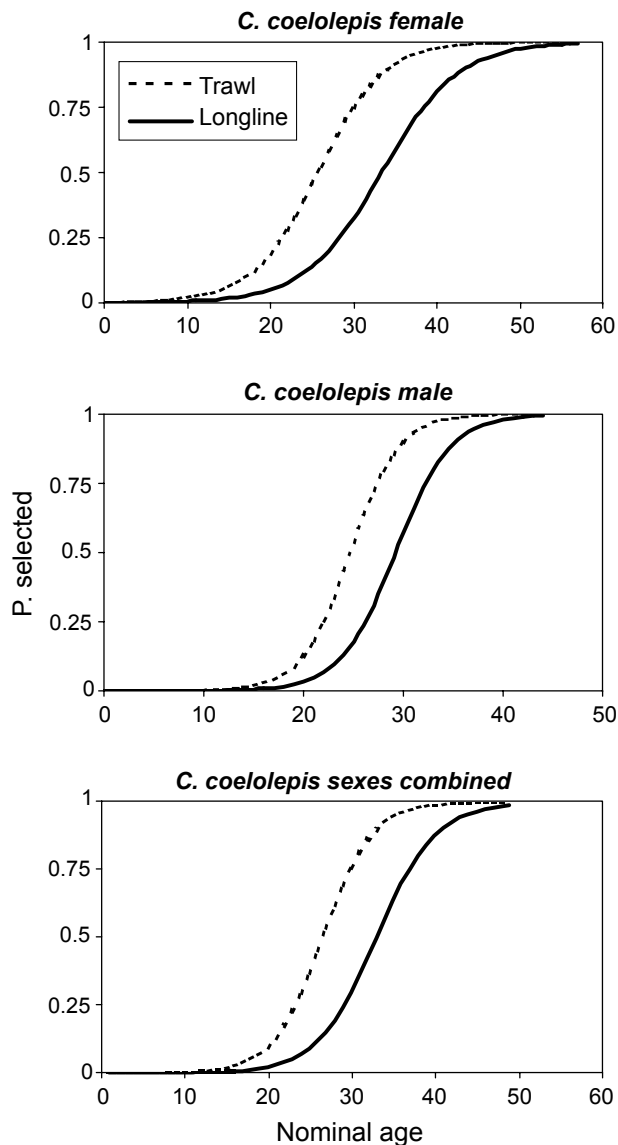 C. coelolepis female
1
0.75
0.5
0.25
0
Trawl
Longline
0 10 20 30 40 50 60
C. coelolepis male
1
0.75
0.5
0.25
0
P. selected
0 10 20 30 40 50
C. coelolepis sexes combined
1
0.75
0.5
0.25
0
0 10 20 30 40 50 60
Nominal age